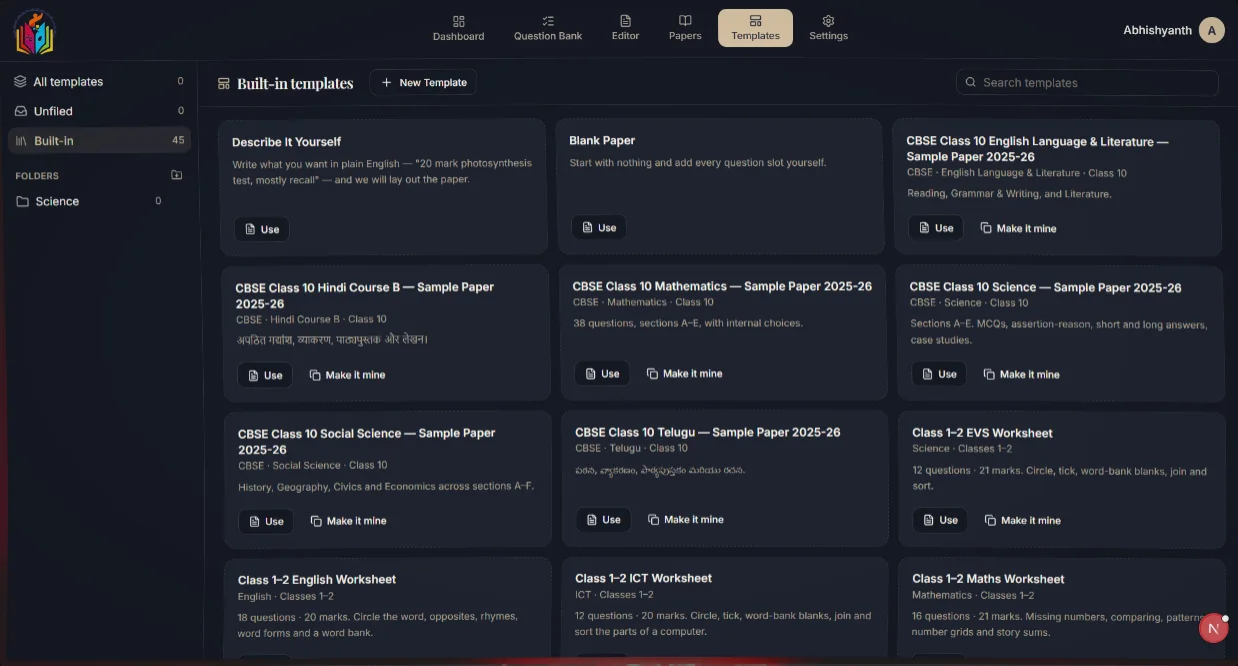 Dashboard
Question Bank
Editor
Papers
Templates
Settings
Abhishyanth
A
All templates 0
Unfiled 0
Built-in 45
FOLDERS
Science 0
Built-in templates
New Template
Search templates
Describe It Yourself
Write what you want in plain English — "20 mark photosynthesis
test, mostly recall" — and we will lay out the paper.
Use
Blank Paper
Start with nothing and add every question slot yourself.
Use
CBSE Class 10 English Language & Literature —
Sample Paper 2025-26
CBSE · English Language & Literature · Class 10
Reading, Grammar & Writing, and Literature.
Use
Make it mine
CBSE Class 10 Hindi Course B — Sample Paper
2025-26
CBSE · Hindi Course B · Class 10
अपठित गद्यांश, व्याकरण, पाठ्यपुस्तक और लेखन।
Use
Make it mine
CBSE Class 10 Mathematics — Sample Paper 2025-26
CBSE · Mathematics · Class 10
38 questions, sections A–E, with internal choices.
Use
Make it mine
CBSE Class 10 Science — Sample Paper 2025-26
CBSE · Science · Class 10
Sections A–E. MCQs, assertion-reason, short and long answers,
case studies.
Use
Make it mine
CBSE Class 10 Social Science — Sample Paper
2025-26
CBSE · Social Science · Class 10
History, Geography, Civics and Economics across sections A–F.
Use
Make it mine
CBSE Class 10 Telugu — Sample Paper 2025-26
CBSE · Telugu · Class 10
పఠన, వ్యాకరణం, పాఠ్యపుస్తకం మరియు రచన.
Use
Make it mine
Class 1–2 EVS Worksheet
Science · Classes 1–2
12 questions · 21 marks. Circle, tick, word-bank blanks, join and
sort.
Use
Make it mine
Class 1–2 English Worksheet
English · Classes 1–2
18 questions · 20 marks. Circle the word, opposites, rhymes,
word forms and a word bank.
Class 1–2 ICT Worksheet
ICT · Classes 1–2
12 questions · 20 marks. Circle, tick, word-bank blanks, join and
sort the parts of a computer.
Class 1–2 Maths Worksheet
Mathematics · Classes 1–2
16 questions · 21 marks. Missing numbers, comparing,
number grids and story sums.
N